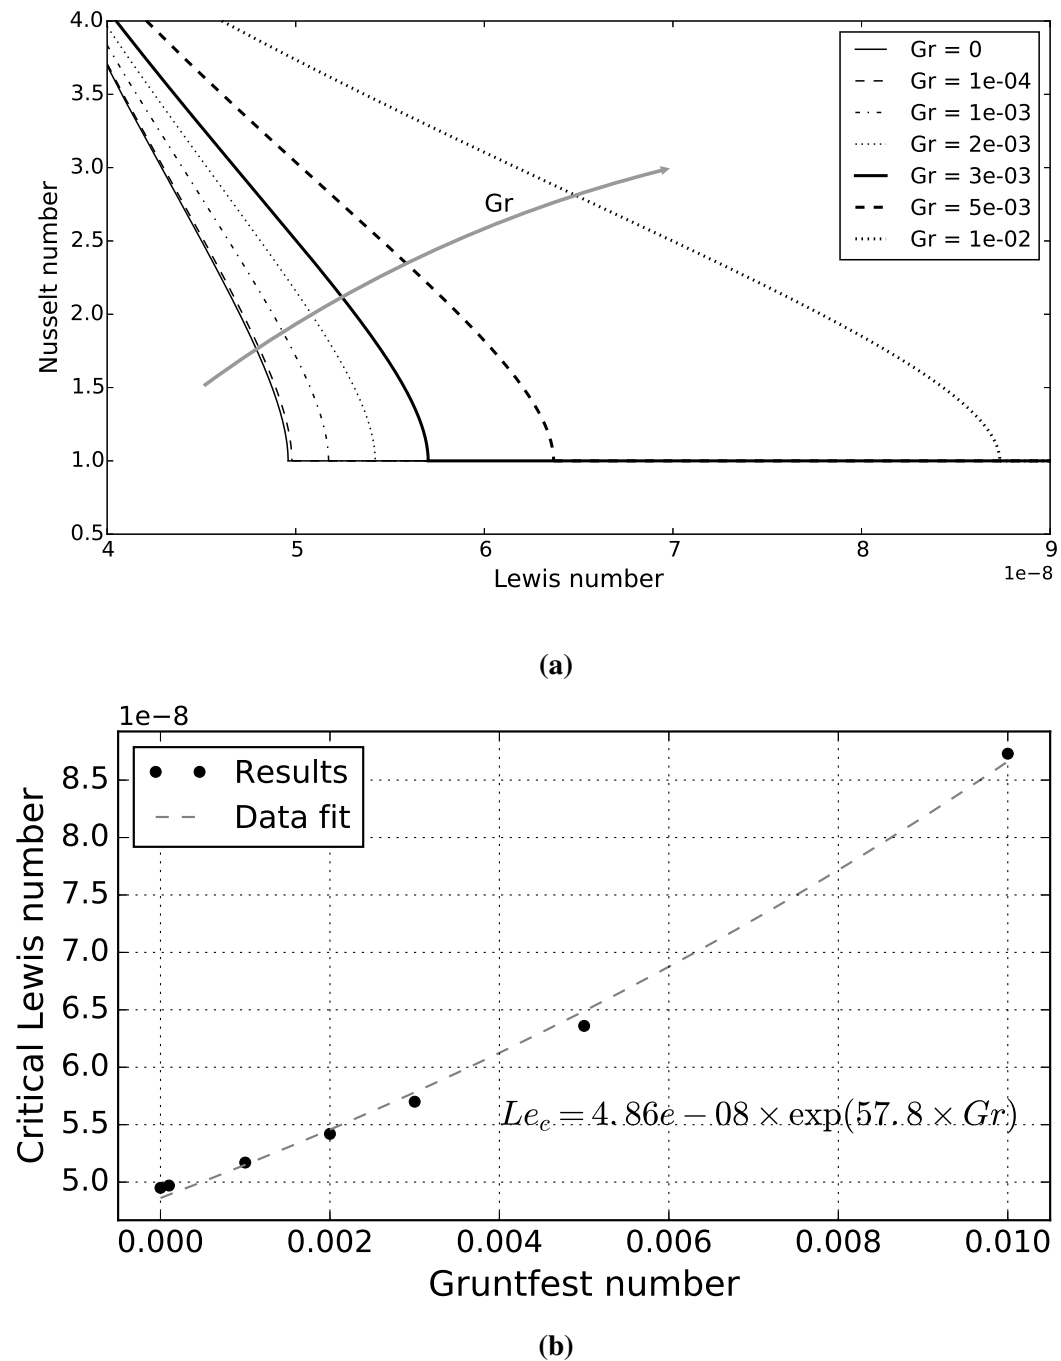 4.0
3.5
3.0
2.5
2.0
1.5
1.0
0.5
Nusselt number
Gr
Gr = 0
Gr = 1e-04
Gr = 1e-03
Gr = 2e-03
Gr = 3e-03
Gr = 5e-03
Gr = 1e-02
4 5 6 7 8 9
1e−8
Lewis number
(a)
1e−8
Results
Data fit
8.5
8.0
7.5
7.0
6.5
6.0
5.5
5.0
Critical Lewis number
Le_c = 4.86e − 08 × exp(57.8 × Gr)
0.000 0.002 0.004 0.006 0.008 0.010
Gruntfest number
(b)